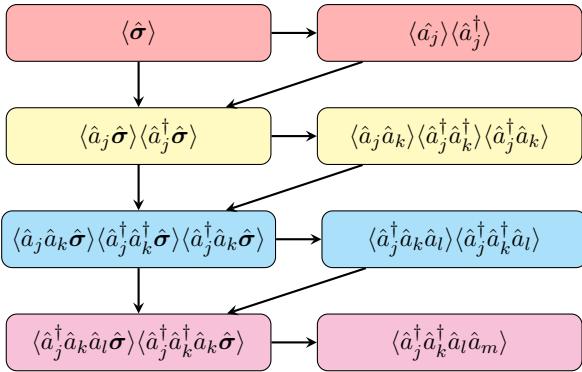 ⟨σ̂⟩ ⟨â_j⟩⟨â_j^†⟩
⟨â_j σ̂⟩⟨â_j^† σ̂⟩ ⟨â_j â_k⟩⟨â_j^† â_k^†⟩⟨â_j^† â_k⟩
⟨â_j â_k σ̂⟩⟨â_j^† â_k^† σ̂⟩⟨â_j^† â_k σ̂⟩ ⟨â_j^† â_k â_l⟩⟨â_j^† â_k^† â_l⟩
⟨â_j^† â_k â_l σ̂⟩⟨â_j^† â_k^† â_k σ̂⟩ ⟨â_j^† â_k^† â_l â_m⟩